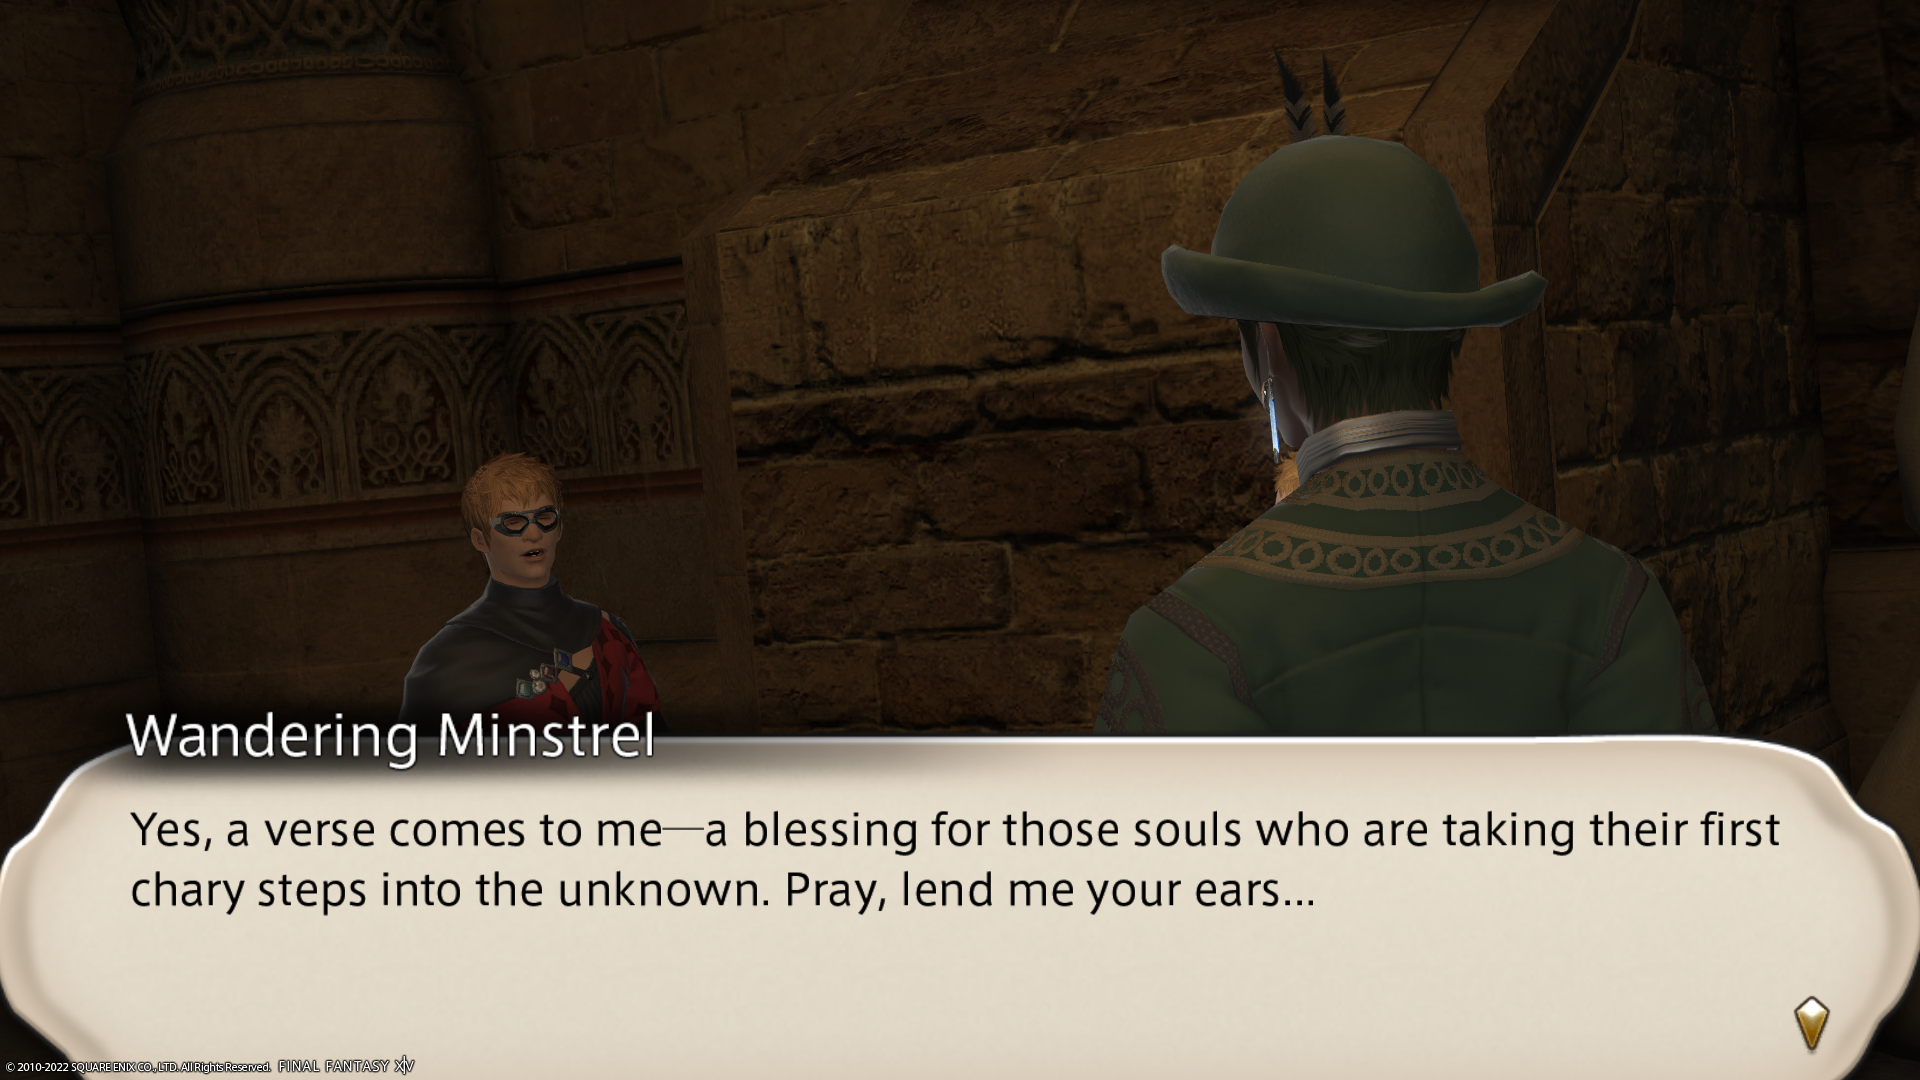 Wandering Minstrel
Yes, a verse comes to me—a blessing for those souls who are taking their first
chary steps into the unknown. Pray, lend me your ears...
© 2010-2022 SQUARE ENIX CO., LTD. All Rights Reserved. FINAL FANTASY XIV